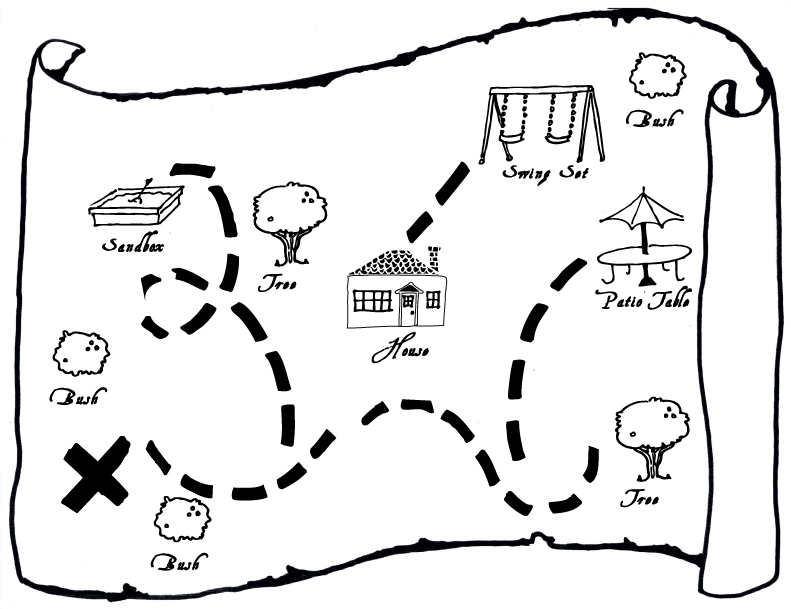 Bush
Swing Set
Sandbox
Tree
Patio Table
House
Bush
Tree
Bush